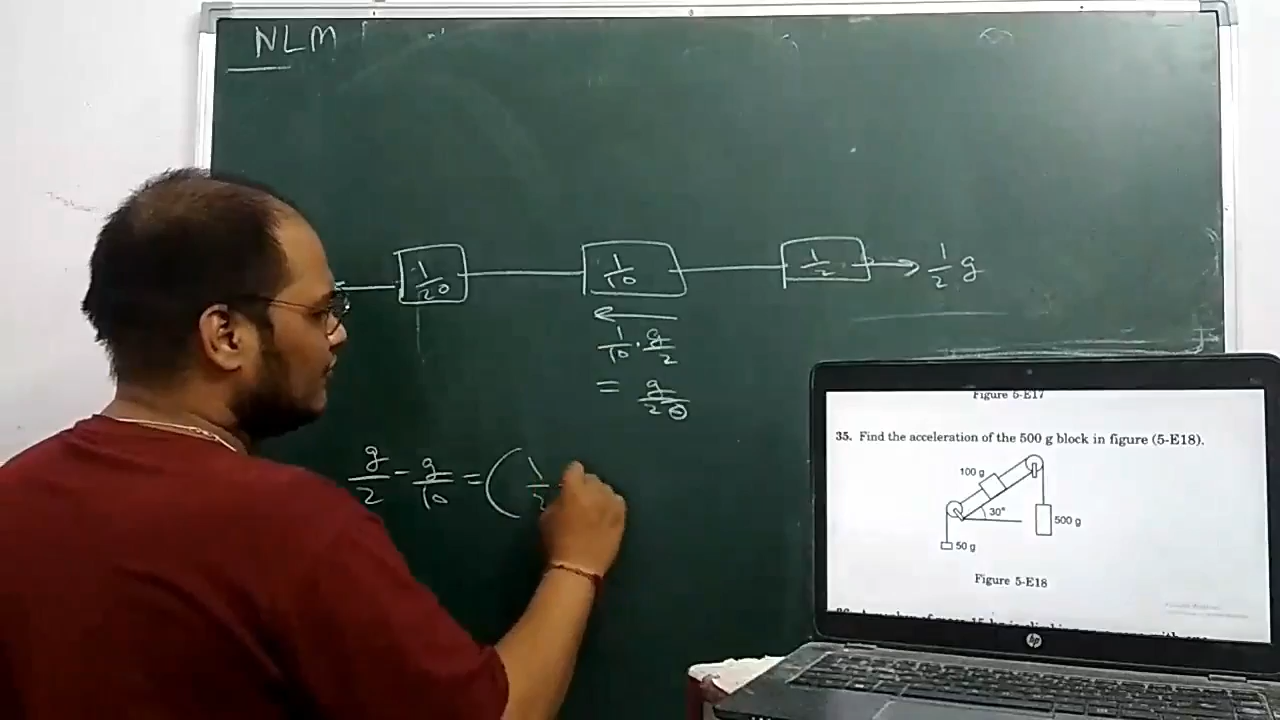 NLM
1/20
1/10
1/2
1/2 g
1/10 · g/2
= g/20
g/2 - g/10 = ( 1/2
Figure 5-E17
35. Find the acceleration of the 500 g block in figure (5-E18).
100 g
30°
500 g
50 g
Figure 5-E18
hp